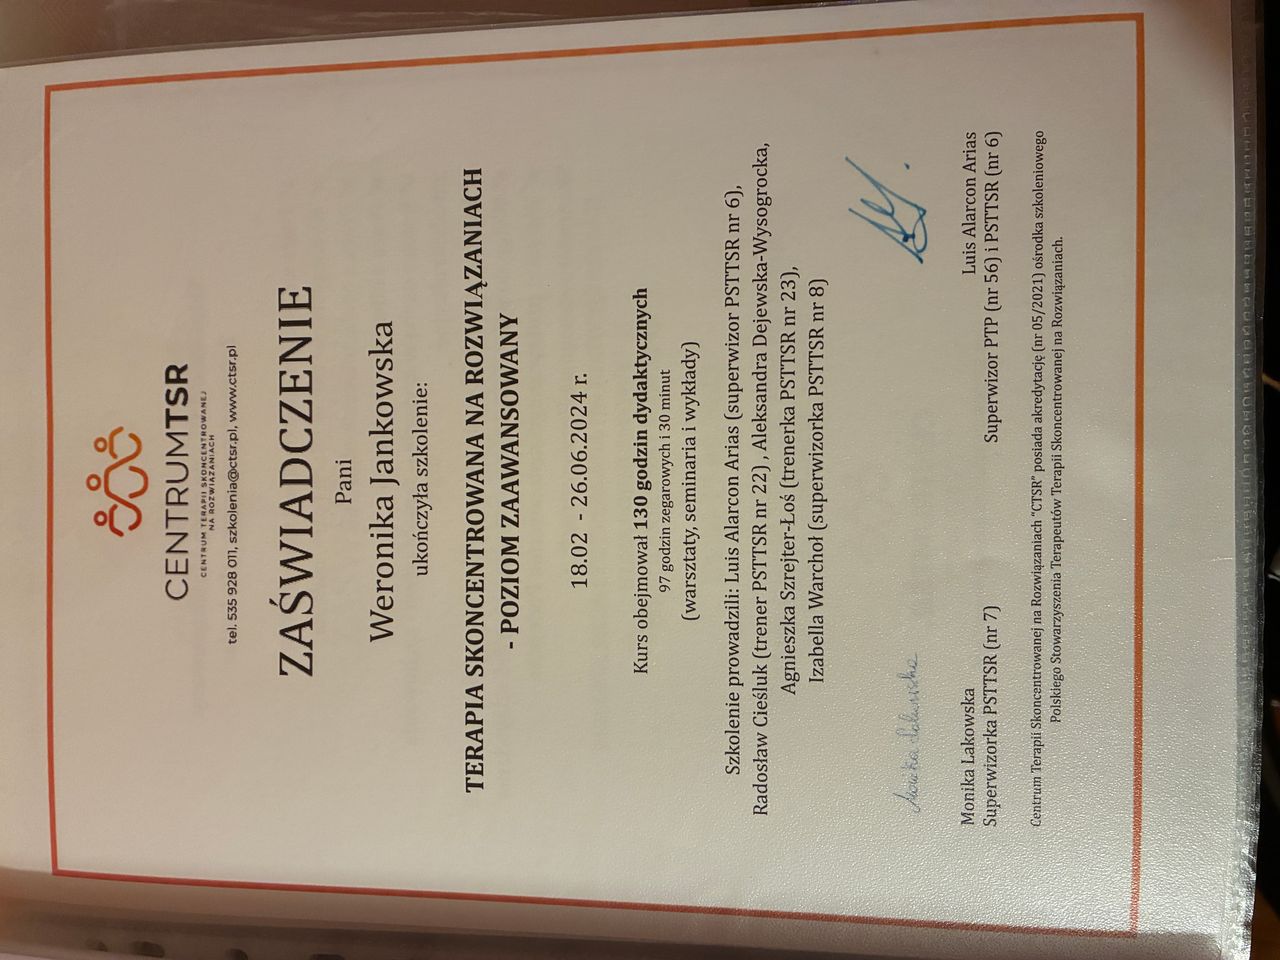 CENTRUMTSR
CENTRUM TERAPII SKONCENTROWANEJ
NA ROZWIĄZANIACH
tel. 535 928 011, szkolenia@ctsr.pl, www.ctsr.pl
ZAŚWIADCZENIE
Pani
Weronika Jankowska
ukończyła szkolenie:
TERAPIA SKONCENTROWANA NA ROZWIĄZANIACH
- POZIOM ZAAWANSOWANY
18.02 - 26.06.2024 r.
Kurs obejmował 130 godzin dydaktycznych
97 godzin zegarowych i 30 minut
(warsztaty, seminaria i wykłady)
Szkolenie prowadzili: Luis Alarcon Arias (superwizor PSTTSR nr 6),
Radosław Cieśluk (trener PSTTSR nr 22) , Aleksandra Dejewska-Wysogrocka,
Agnieszka Szrejter-Łoś (trenerka PSTTSR nr 23),
Izabella Warchoł (superwizorka PSTTSR nr 8)
Monika Lakowska
Superwizorka PSTTSR (nr 7)
Luis Alarcon Arias
Superwizor PTP (nr 56) i PSTTSR (nr 6)
Centrum Terapii Skoncentrowanej na Rozwiązaniach "CTSR" posiada akredytację (nr 05/2021) ośrodka szkoleniowego
Polskiego Stowarzyszenia Terapeutów Terapii Skoncentrowanej na Rozwiązaniach.